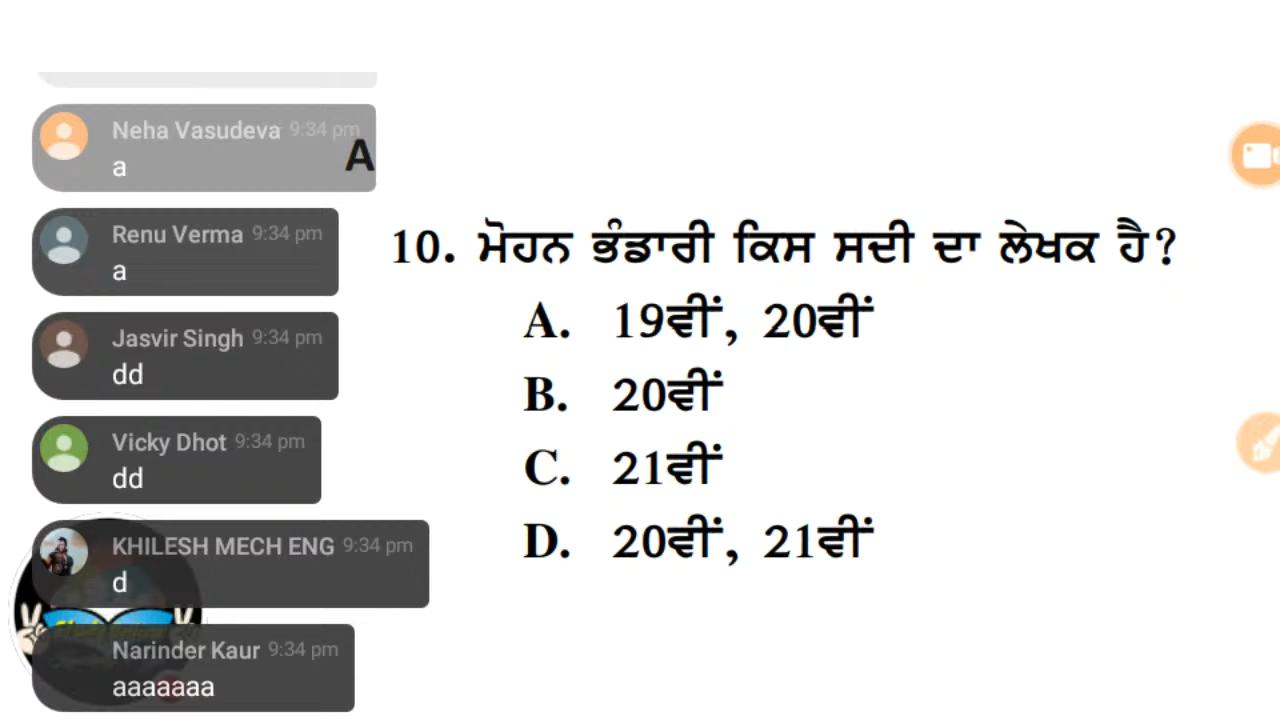 Neha Vasudeva 9:34 pm
a
A
Renu Verma 9:34 pm
a
Jasvir Singh 9:34 pm
dd
Vicky Dhot 9:34 pm
dd
KHILESH MECH ENG 9:34 pm
d
Narinder Kaur 9:34 pm
aaaaaaa
10. ਮੋਹਨ ਭੰਡਾਰੀ ਕਿਸ ਸਦੀ ਦਾ ਲੇਖਕ ਹੈ?
A. 19ਵੀਂ, 20ਵੀਂ
B. 20ਵੀਂ
C. 21ਵੀਂ
D. 20ਵੀਂ, 21ਵੀਂ